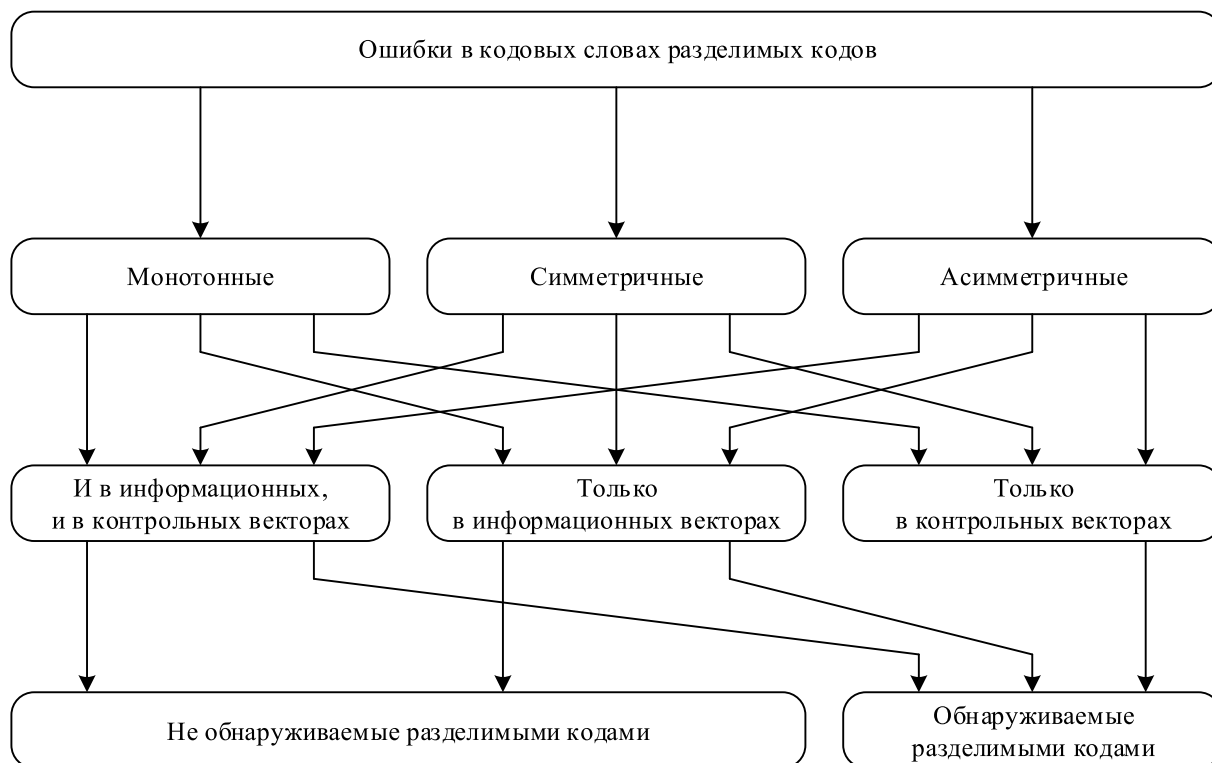 Ошибки в кодовых словах разделимых кодов
Монотонные
Симметричные
Асимметричные
И в информационных,
и в контрольных векторах
Только
в информационных векторах
Только
в контрольных векторах
Не обнаруживаемые разделимыми кодами
Обнаруживаемые
разделимыми кодами